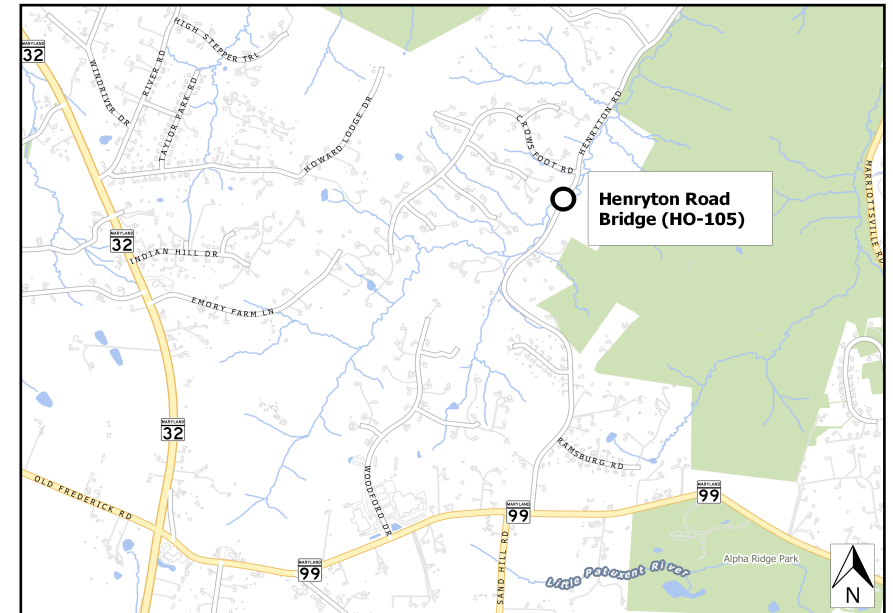 HIGH STEPPER TRL
MARYLAND
32
WINDRIVER DR
RIVER RD
TAYLOR PARK RD
HOWARD LODGE DR
CROWS FOOT RD
HENRYTON RD
MARRIOTTSVILLE RD
Henryton Road
Bridge (HO-105)
MARYLAND
32
INDIAN HILL DR
EMORY FARM LN
MARYLAND
32
OLD FREDERICK RD
WOODFORD DR
RAMSBURG RD
MARYLAND
99
MARYLAND
99
MARYLAND
99
SAND HILL RD
Little Patuxent River
Alpha Ridge Park
N